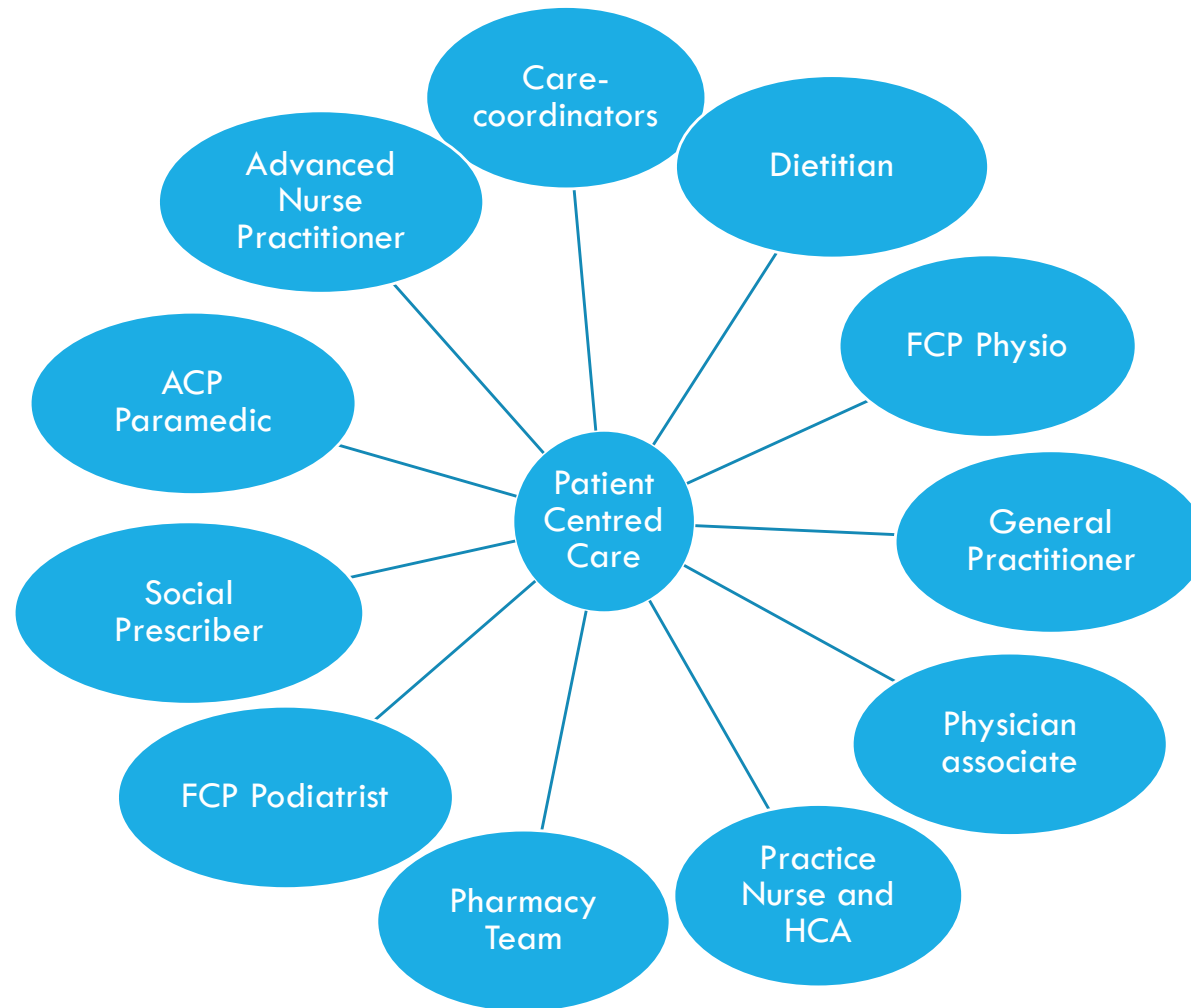 Care-
coordinators
Dietitian
FCP Physio
General
Practitioner
Physician
associate
Practice
Nurse and
HCA
Pharmacy
Team
FCP Podiatrist
Social
Prescriber
ACP
Paramedic
Advanced
Nurse
Practitioner
Patient
Centred
Care